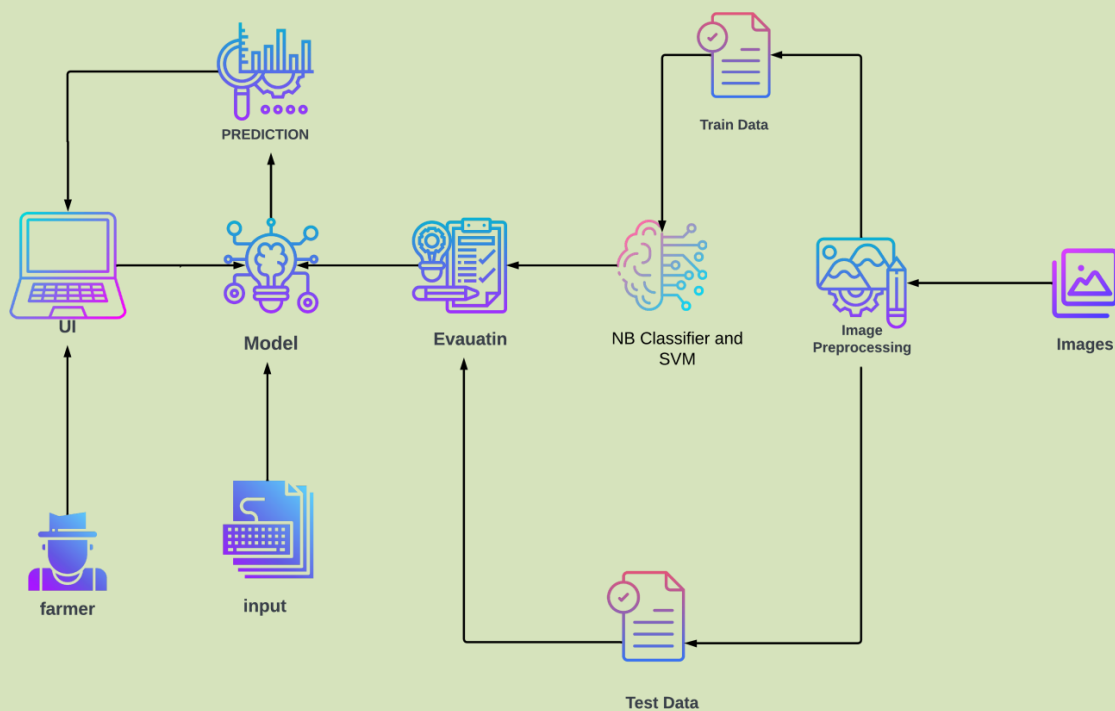 Train Data
PREDICTION
UI
Model
Evauatin
NB Classifier and
SVM
Image
Preprocessing
Images
farmer
input
Test Data